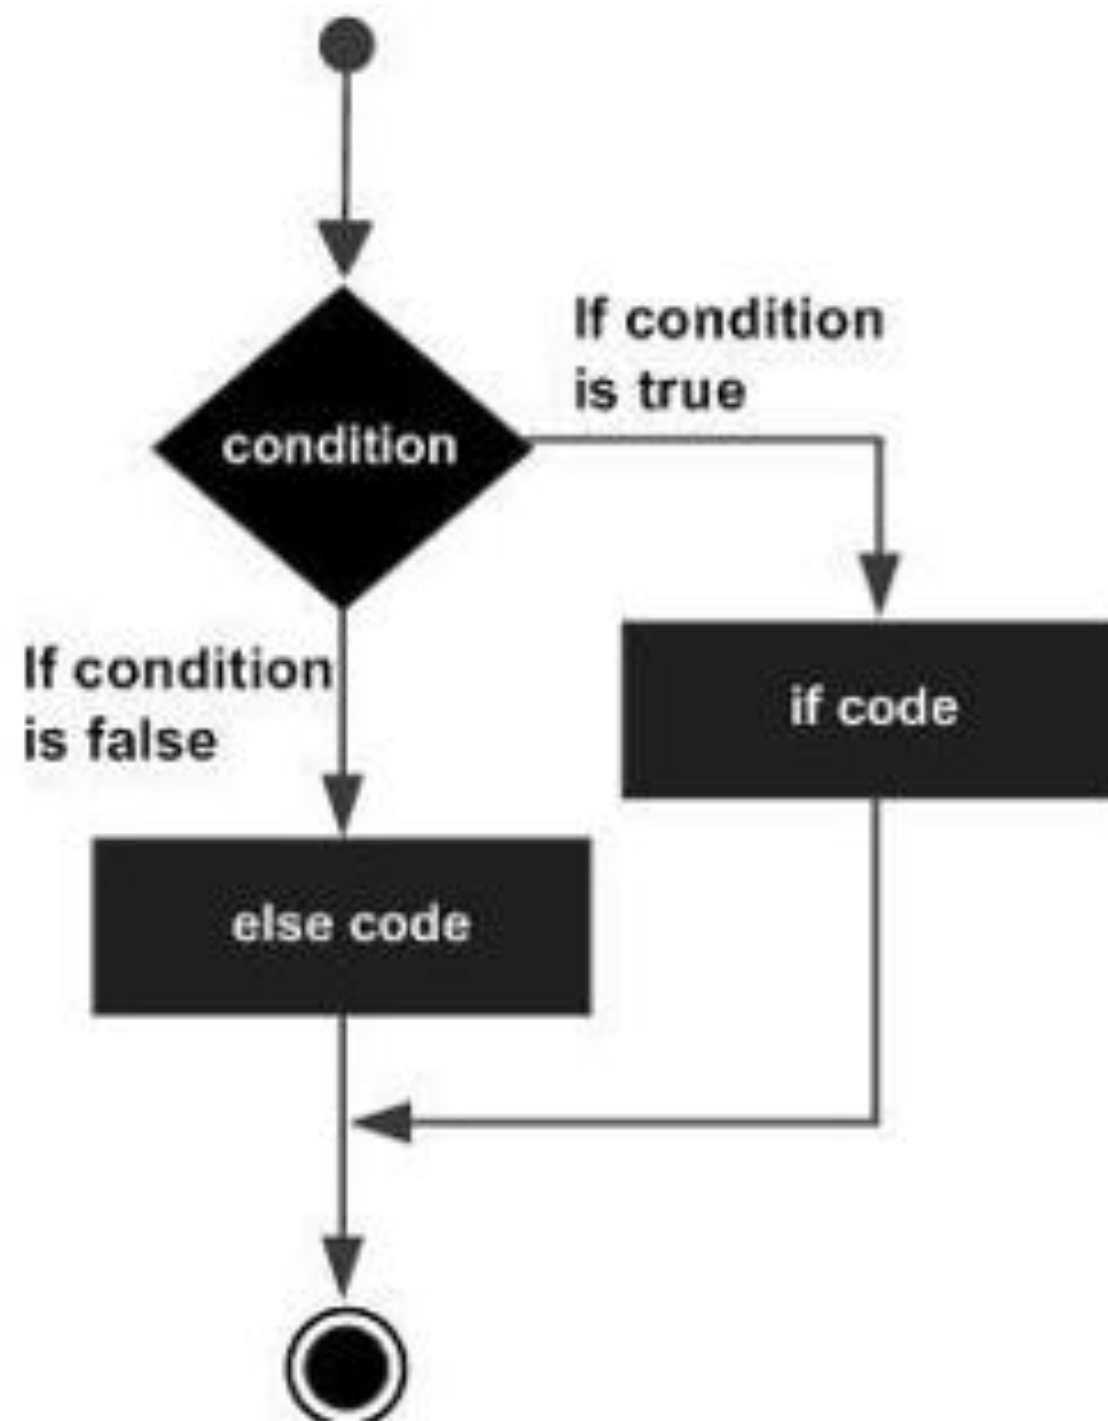 If condition
is true
condition
If condition
is false
if code
else code